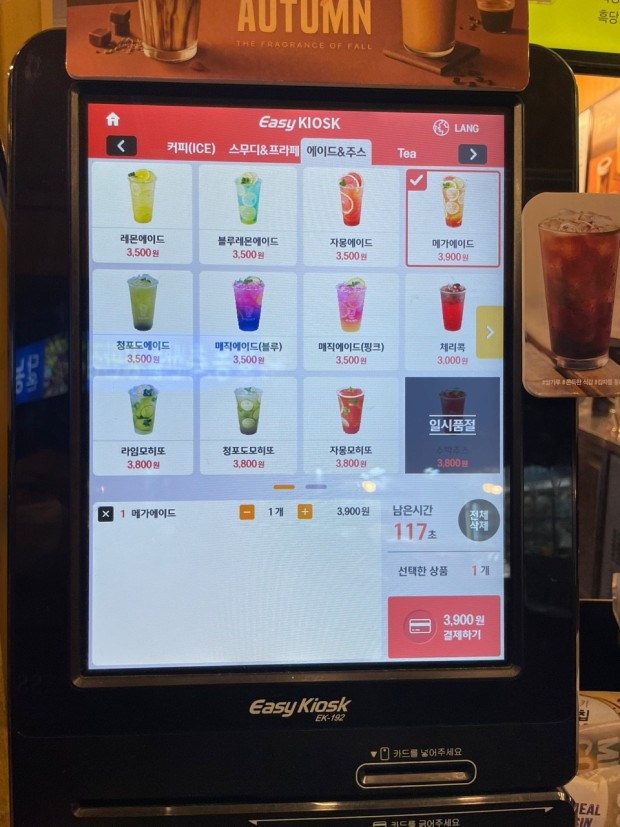 AUTUMN
THE FRAGRANCE OF FALL
Easy KIOSK
LANG
커피(ICE) 스무디&프라페 에이드&주스 Tea
레몬에이드 블루레몬에이드 자몽에이드 메가에이드
3,500원 3,500원 3,500원 3,900원
청포도에이드 매직에이드(블루) 매직에이드(핑크) 체리콕
3,500원 3,500원 3,500원 3,000원
일시품절
라임모히또 청포도모히또 자몽모히또
3,800원 3,800원 3,800원 3,800원
1 메가에이드 1개 3,900원
남은시간
117초
전체
삭제
선택한 상품 1개
3,900원
결제하기
Easy Kiosk
EK-192
카드를 넣어주세요
카드를 긁어주세요